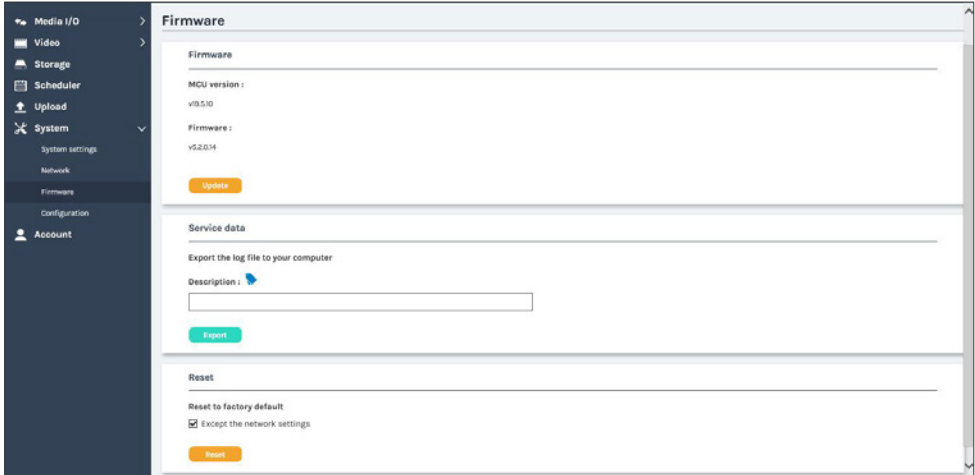 Media I/O
Video
Storage
Scheduler
Upload
System
System settings
Network
Firmware
Configuration
Account
Firmware
Firmware
MCU version :
v19.5.10
Firmware :
v5.2.0.14
Update
Service data
Export the log file to your computer
Description :
Export
Reset
Reset to factory default
Except the network settings
Reset